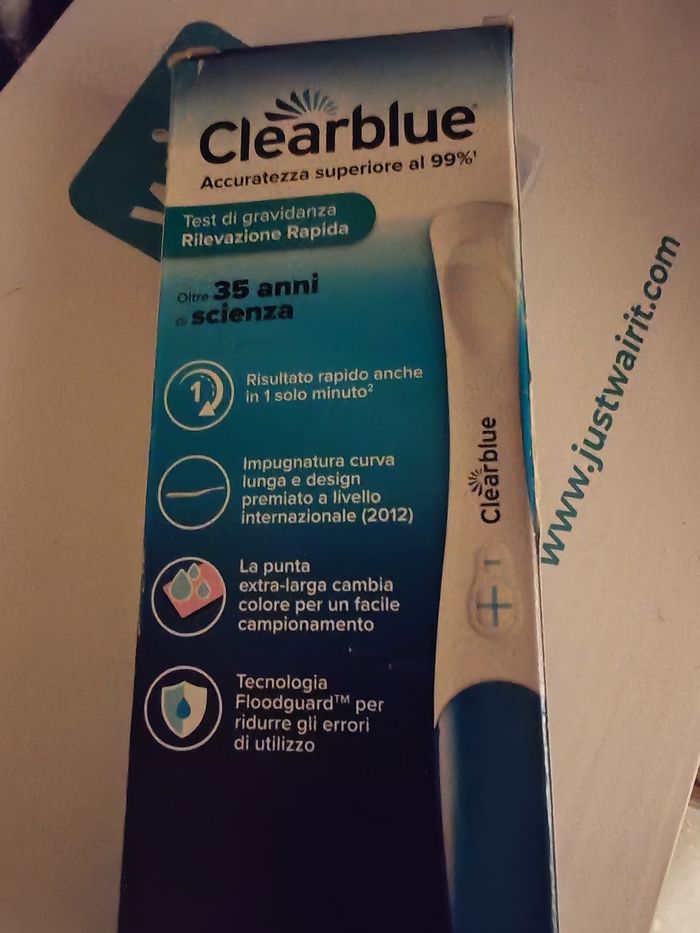 Clearblue
Accuratezza superiore al 99%¹
Test di gravidanza
Rilevazione Rapida
Oltre 35 anni
di scienza
1
Risultato rapido anche
in 1 solo minuto²
Impugnatura curva
lunga e design
premiato a livello
internazionale (2012)
La punta
extra-large cambia
colore per un facile
campionamento
Tecnologia
Floodguard™ per
ridurre gli errori
di utilizzo
Clearblue
www.justwairit.com